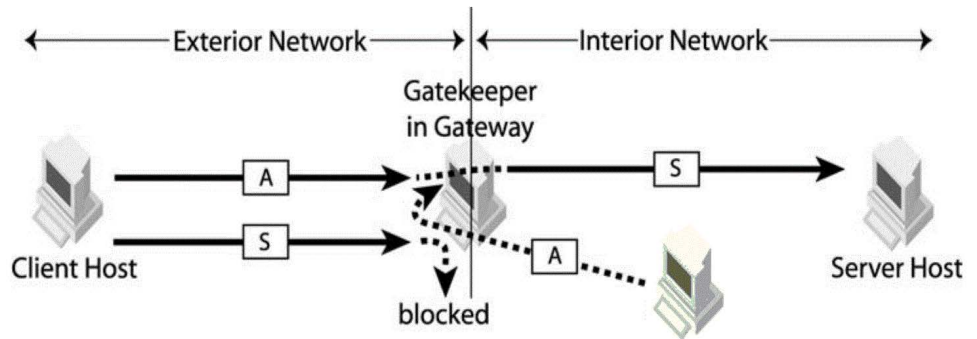 Exterior Network
Interior Network
Gatekeeper
in Gateway
A
S
S
A
Client Host
Server Host
blocked